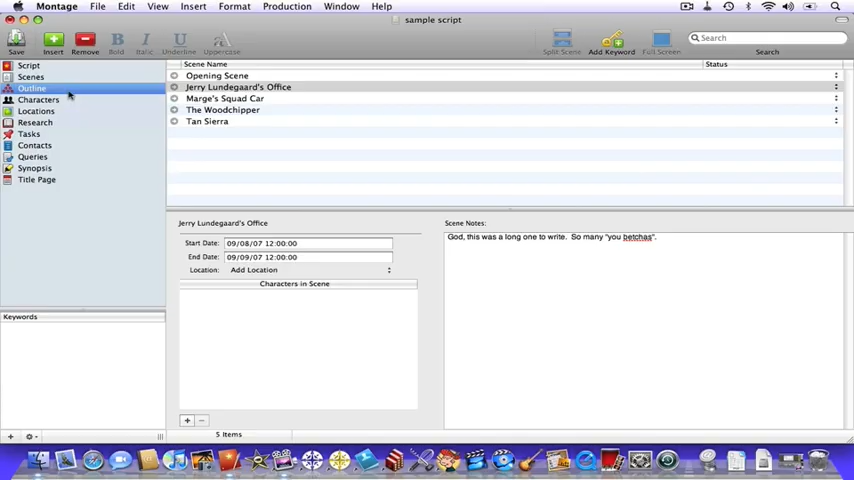 Montage File Edit View Insert Format Production Window Help
sample script
Save Insert Remove Bold Italic Underline Uppercase Split Scene Add Keyword Full Screen Search
Search
Script
Scenes
Outline
Characters
Locations
Research
Tasks
Contacts
Queries
Synopsis
Title Page
Keywords
Scene Name Status
Opening Scene
Jerry Lundegaard's Office
Marge's Squad Car
The Woodchipper
Tan Sierra
Jerry Lundegaard's Office
Start Date: 09/08/07 12:00:00
End Date: 09/09/07 12:00:00
Location: Add Location
Characters in Scene
Scene Notes:
God, this was a long one to write. So many "you betchas".
5 Items